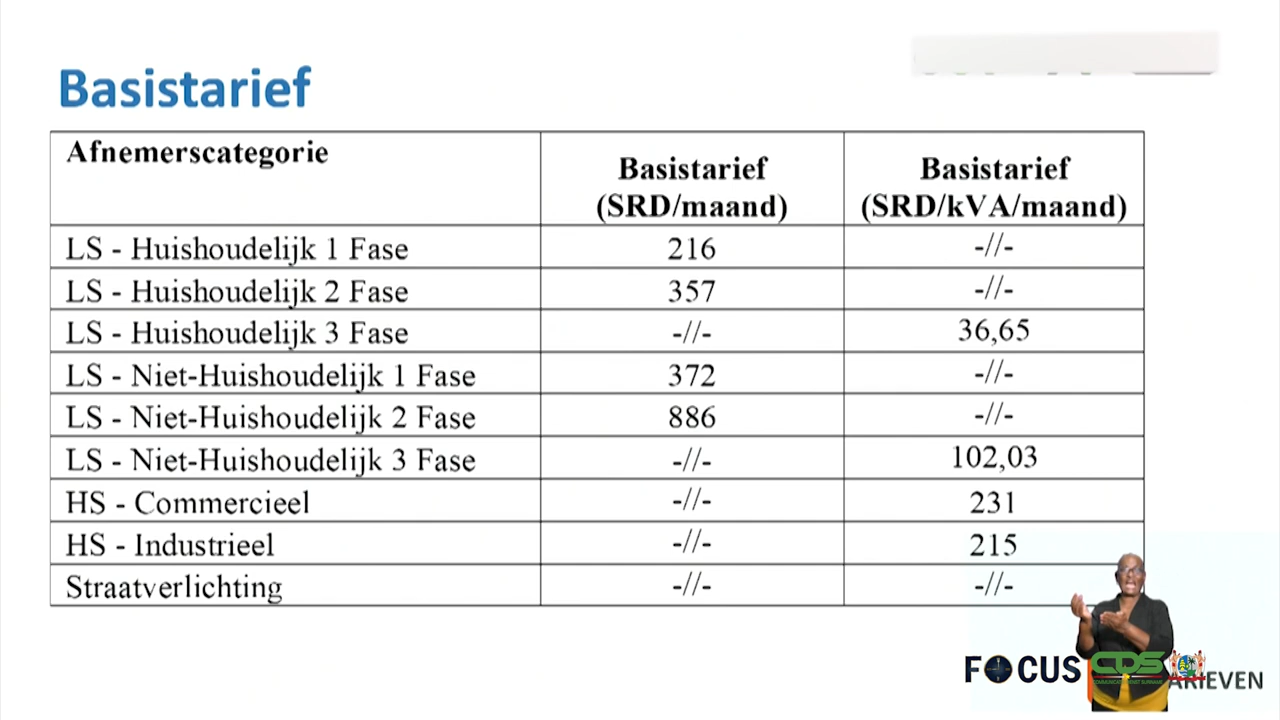 Basistarief
Afnemerscategorie
Basistarief (SRD/maand)
Basistarief (SRD/kVA/maand)
LS - Huishoudelijk 1 Fase 216 -//-
LS - Huishoudelijk 2 Fase 357 -//-
LS - Huishoudelijk 3 Fase -//- 36,65
LS - Niet-Huishoudelijk 1 Fase 372 -//-
LS - Niet-Huishoudelijk 2 Fase 886 -//-
LS - Niet-Huishoudelijk 3 Fase -//- 102,03
HS - Commercieel -//- 231
HS - Industrieel -//- 215
Straatverlichting -//- -//-
FOCUS CDS ARIEVEN